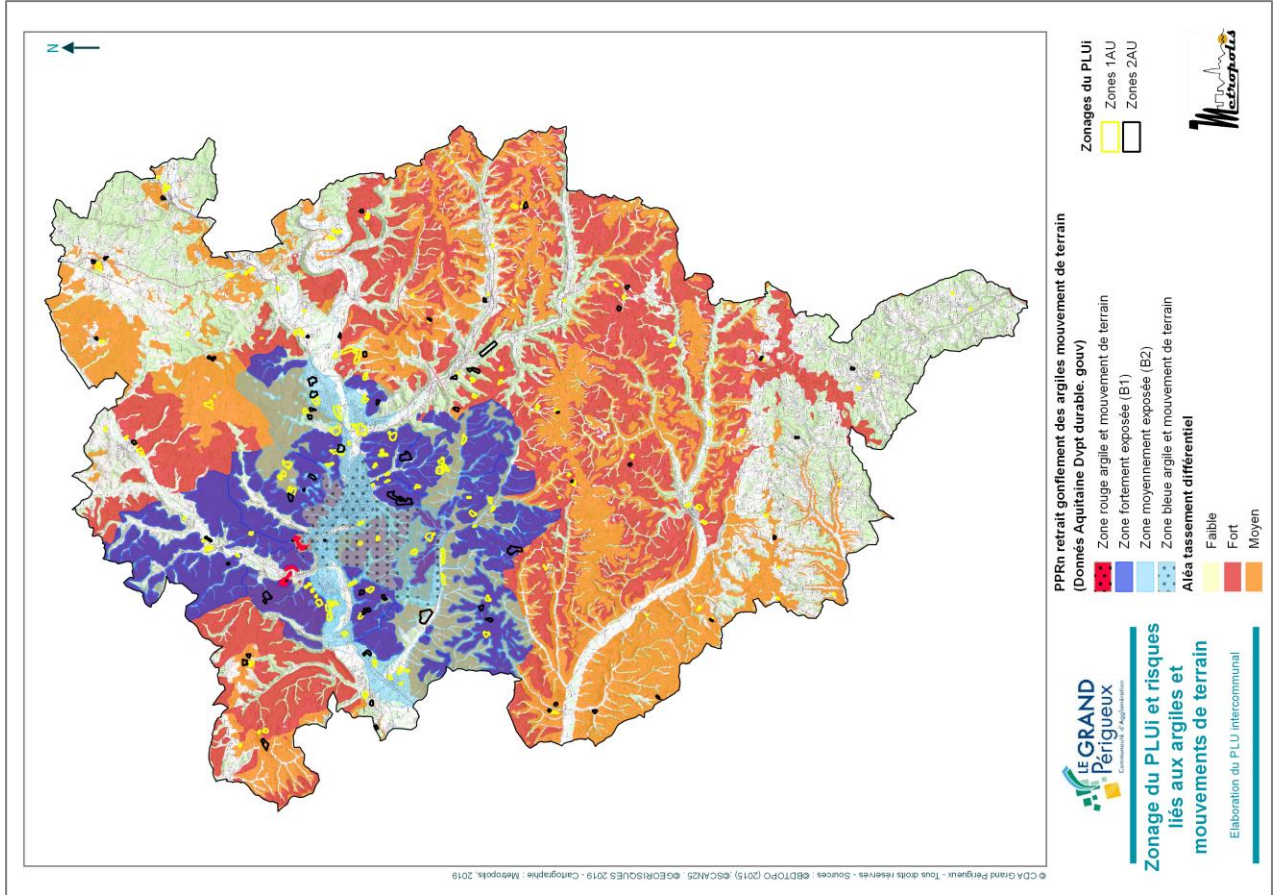 N
© CDA Grand Périgueux - Tous droits réservés - Sources : ©BDTOPO (2015) ;©SCAN25 . ©GEORISQUES 2019 - Cartographie : Metropolis, 2019
LE GRAND
Périgueux
Communauté d'Agglomération
Zonage du PLUi et risques
liés aux argiles et
mouvements de terrain
Elaboration du PLU intercommunal
PPRn retrait gonflement des argiles mouvement de terrain
(Donnés Aquitaine Dvpt durable. gouv)
Zone rouge argile et mouvement de terrain
Zone fortement exposée (B1)
Zone moyennement exposée (B2)
Zone bleue argile et mouvement de terrain
Aléa tassement différentiel
Faible
Fort
Moyen
Zonages du PLUi
Zones 1AU
Zones 2AU
Metropolis